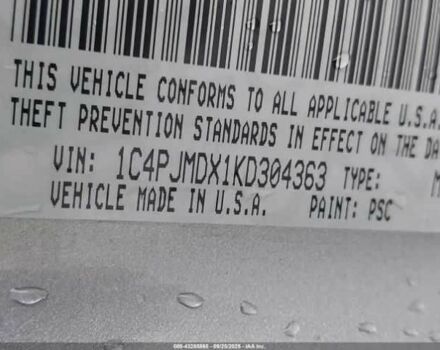 THIS VEHICLE CONFORMS TO ALL APPLICABLE U.S.A.
THEFT PREVENTION STANDARDS IN EFFECT ON THE DA
VIN: 1C4PJMDX1KD304363 TYPE: M
VEHICLE MADE IN U.S.A. PAINT: PSC